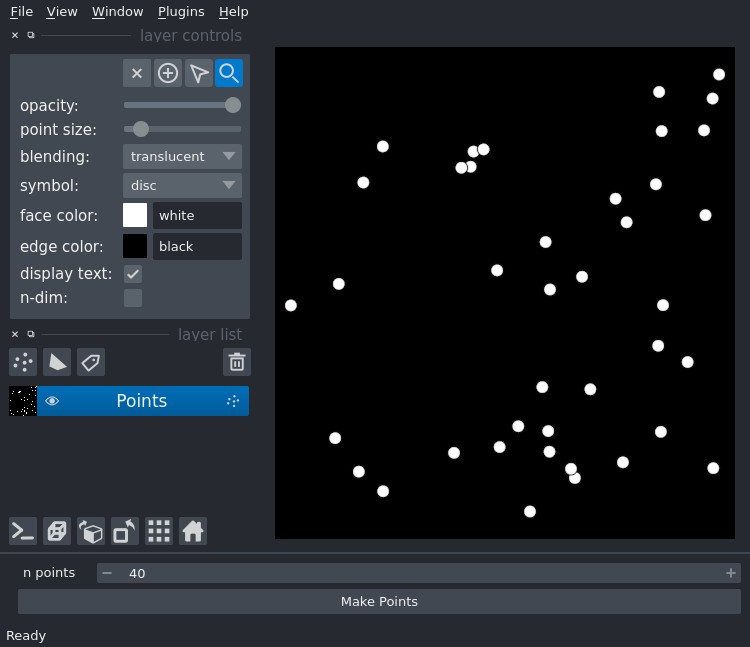 File View Window Plugins Help
layer controls
opacity:
point size:
blending: translucent
symbol: disc
face color: white
edge color: black
display text:
n-dim:
layer list
Points
n points 40
Make Points
Ready